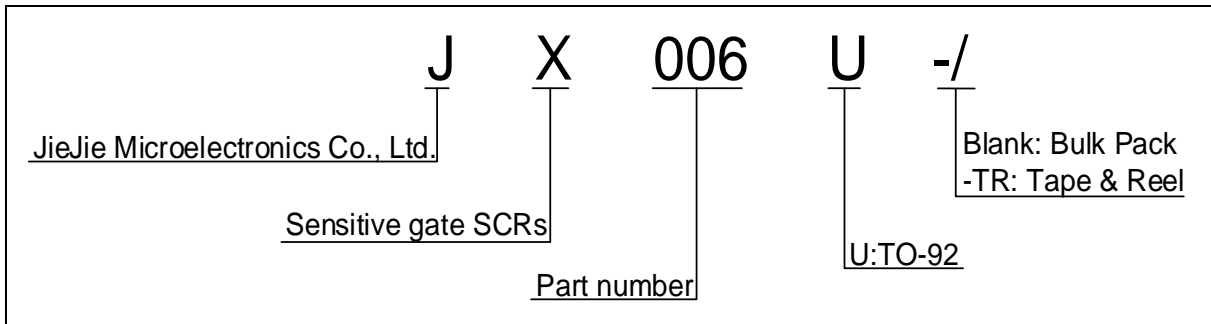 J X 006 U -/
JieJie Microelectronics Co., Ltd.
Blank: Bulk Pack
-TR: Tape & Reel
Sensitive gate SCRs
U:TO-92
Part number